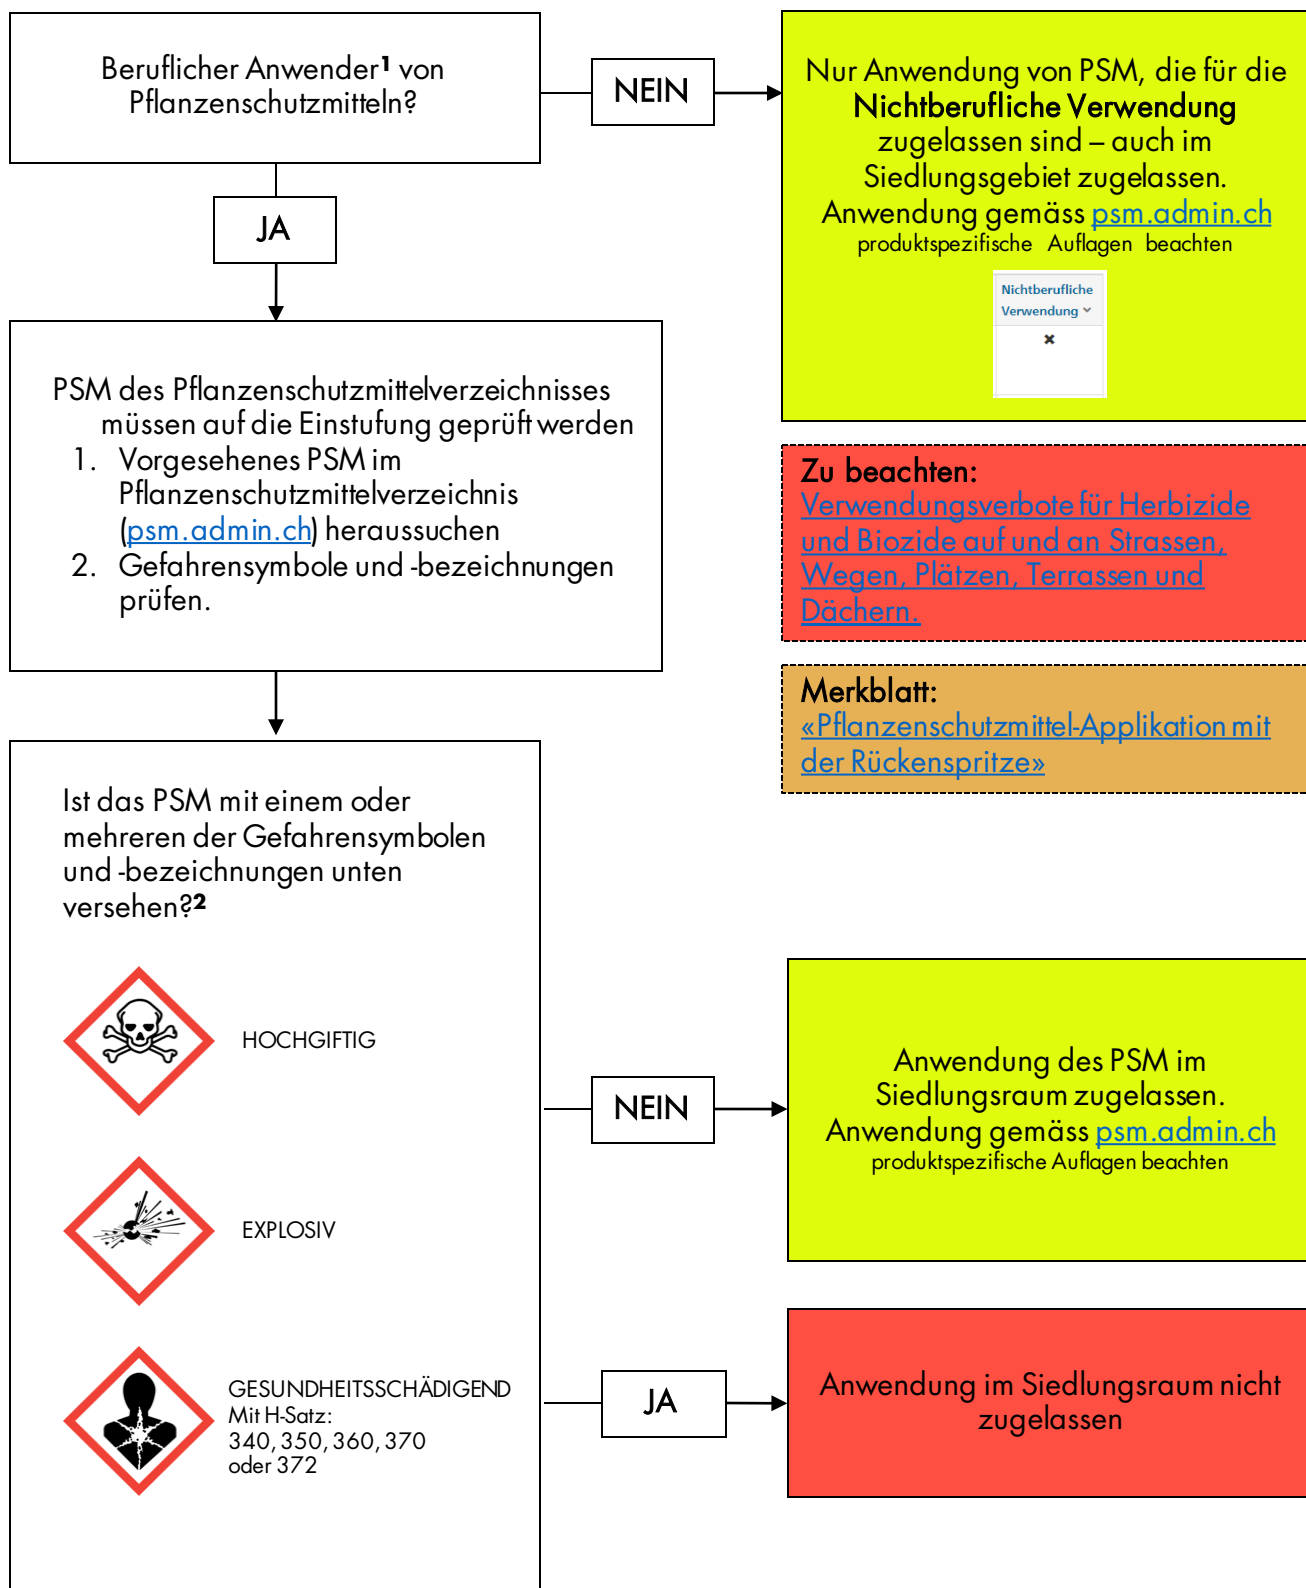 Beruflicher Anwender¹ von
Pflanzenschutzmitteln?
NEIN
Nur Anwendung von PSM, die für die
Nichtberufliche Verwendung
zugelassen sind – auch im
Siedlungsgebiet zugelassen.
Anwendung gemäss psm.admin.ch
produktspezifische Auflagen beachten
Nichtberufliche
Verwendung
JA
PSM des Pflanzenschutzmittelverzeichnisses
müssen auf die Einstufung geprüft werden
1. Vorgesehenes PSM im
Pflanzenschutzmittelverzeichnis
(psm.admin.ch) heraussuchen
2. Gefahrensymbole und -bezeichnungen
prüfen.
Zu beachten:
Verwendungsverbote für Herbizide
und Biozide auf und an Strassen,
Wegen, Plätzen, Terrassen und
Dächern.
Merkblatt:
«Pflanzenschutzmittel-Applikation mit
der Rückenspritze»
Ist das PSM mit einem oder
mehreren der Gefahrensymbolen
und -bezeichnungen unten
versehen?²
HOCHGIFTIG
EXPLOSIV
GESUNDHEITSSCHÄDIGEND
Mit H-Satz:
340, 350, 360, 370
oder 372
NEIN
Anwendung des PSM im
Siedlungsraum zugelassen.
Anwendung gemäss psm.admin.ch
produktspezifische Auflagen beachten
JA
Anwendung im Siedlungsraum nicht
zugelassen